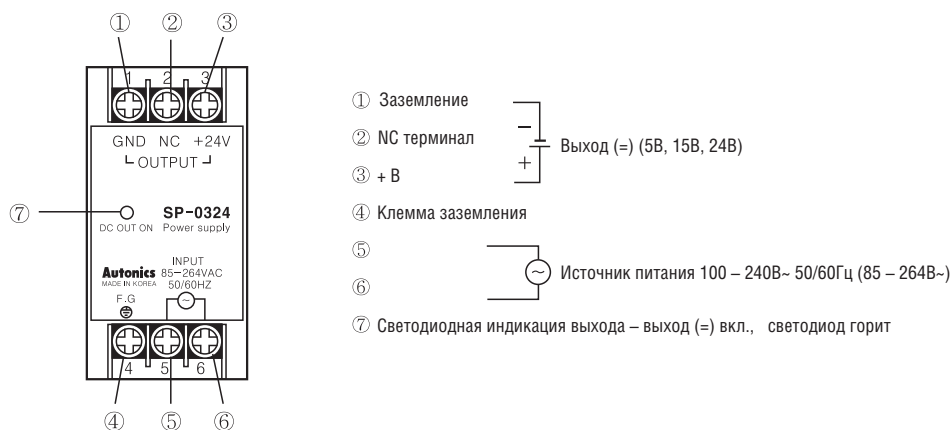 ① ② ③
1 2 3
GND NC +24V
OUTPUT
⑦
DC OUT ON
SP-0324
Power supply
Autonics
MADE IN KOREA
INPUT
85-264VAC
50/60HZ
F.G
~
4 5 6
④ ⑤ ⑥
① Заземление
② NC терминал
③ + В
−
+
Выход (=) (5В, 15В, 24В)
④ Клемма заземления
⑤
⑥
~
Источник питания 100 – 240В~ 50/60Гц (85 – 264В~)
⑦ Светодиодная индикация выхода – выход (=) вкл., светодиод горит